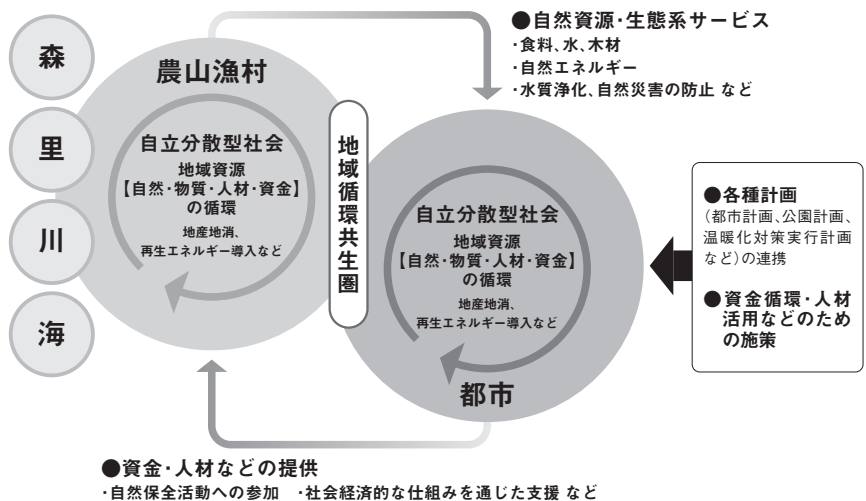 ●自然資源・生態系サービス
・食料、水、木材
・自然エネルギー
・水質浄化、自然災害の防止 など
森
里
川
海
農山漁村
自立分散型社会
地域資源
【自然・物質・人材・資金】
の循環
地産地消、
再生エネルギー導入など
地域循環共生圏
自立分散型社会
地域資源
【自然・物質・人材・資金】
の循環
地産地消、
再生エネルギー導入など
都市
●各種計画
(都市計画、公園計画、
温暖化対策実行計画
など)の連携
●資金循環・人材
活用などのため
の施策
●資金・人材などの提供
・自然保全活動への参加 ・社会経済的な仕組みを通じた支援 など